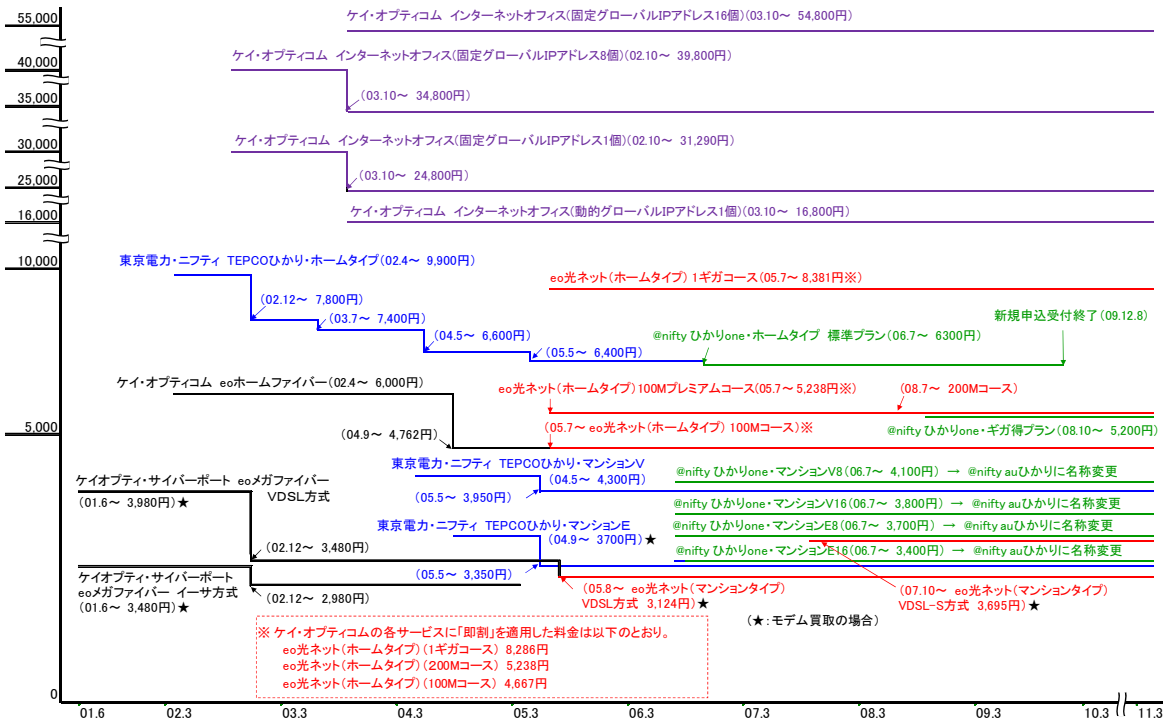 55,000
40,000
35,000
30,000
25,000
16,000
10,000
5,000
0
ケイ・オプティコム インターネットオフィス(固定グローバルIPアドレス16個)(03.10～ 54,800円)
ケイ・オプティコム インターネットオフィス(固定グローバルIPアドレス8個)(02.10～ 39,800円)
(03.10～ 34,800円)
ケイ・オプティコム インターネットオフィス(固定グローバルIPアドレス1個)(02.10～ 31,290円)
(03.10～ 24,800円)
ケイ・オプティコム インターネットオフィス(動的グローバルIPアドレス1個)(03.10～ 16,800円)
東京電力・ニフティ TEPCOひかり・ホームタイプ(02.4～ 9,900円)
(02.12～ 7,800円)
(03.7～ 7,400円)
(04.5～ 6,600円)
(05.5～ 6,400円)
eo光ネット(ホームタイプ) 1ギガコース(05.7～ 8,381円※)
新規申込受付終了(09.12.8)
@nifty ひかりone・ホームタイプ 標準プラン(06.7～ 6300円)
ケイ・オプティコム eoホームファイバー(02.4～ 6,000円)
(04.9～ 4,762円)
eo光ネット(ホームタイプ) 100Mプレミアムコース(05.7～ 5,238円※)
(08.7～ 200Mコース)
(05.7～ eo光ネット(ホームタイプ) 100Mコース)※
@nifty ひかりone・ギガ得プラン(08.10～ 5,200円)
東京電力・ニフティ TEPCOひかり・マンションV
(04.5～ 4,300円)
(05.5～ 3,950円)
@nifty ひかりone・マンションV8(06.7～ 4,100円) → @nifty auひかりに名称変更
ケイオプティ・サイバーポート eoメガファイバー
VDSL方式
(01.6～ 3,980円)★
(02.12～ 3,480円)
@nifty ひかりone・マンションV16(06.7～ 3,800円) → @nifty auひかりに名称変更
東京電力・ニフティ TEPCOひかり・マンションE
(04.9～ 3700円)★
(05.5～ 3,350円)
@nifty ひかりone・マンションE8(06.7～ 3,700円) → @nifty auひかりに名称変更
@nifty ひかりone・マンションE16(06.7～ 3,400円) → @nifty auひかりに名称変更
ケイオプティ・サイバーポート
eoメガファイバー イーサ方式
(01.6～ 3,480円)★
(02.12～ 2,980円)
(05.8～ eo光ネット(マンションタイプ)
VDSL方式 3,124円)★
(07.10～ eo光ネット(マンションタイプ)
VDSL-S方式 3,695円)★
(★:モデム買取の場合)
※ ケイ・オプティコムの各サービスに「即割」を適用した料金は以下のとおり。
eo光ネット(ホームタイプ)(1ギガコース) 8,286円
eo光ネット(ホームタイプ)(200Mコース) 5,238円
eo光ネット(ホームタイプ)(100Mコース) 4,667円
01.6 02.3 03.3 04.3 05.3 06.3 07.3 08.3 09.3 10.3 11.3